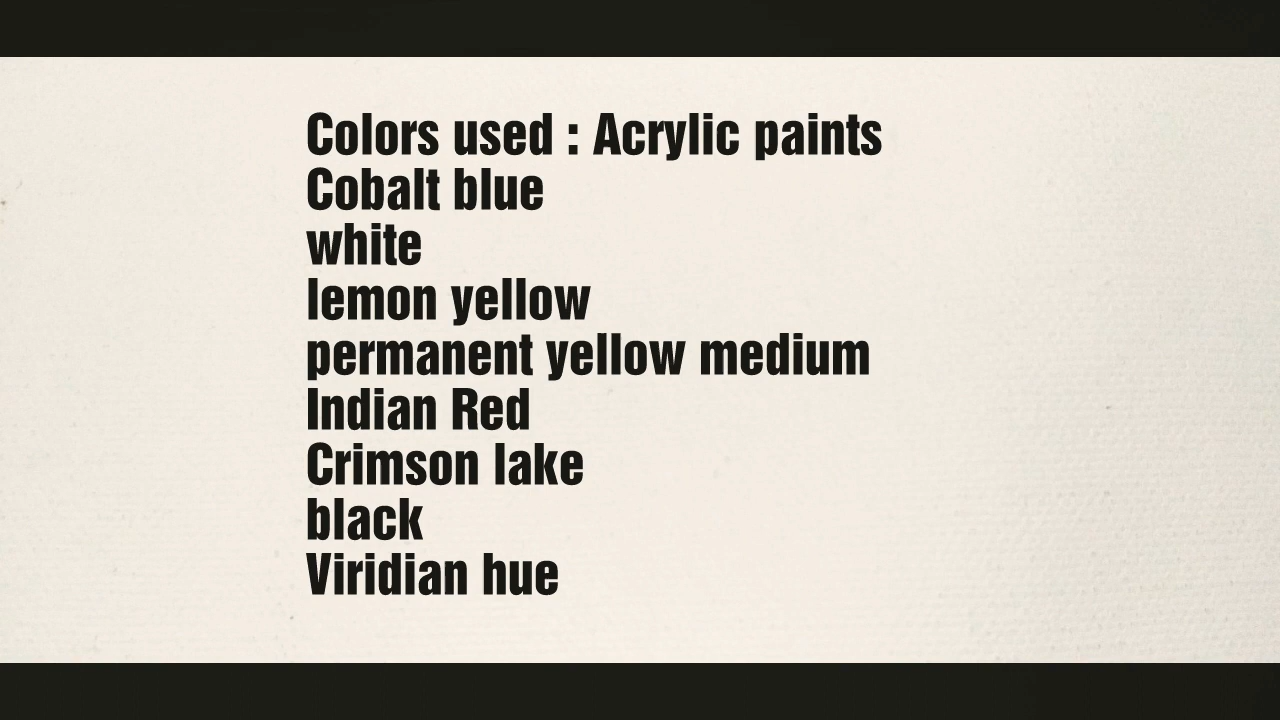 Colors used : Acrylic paints
Cobalt blue
white
lemon yellow
permanent yellow medium
Indian Red
Crimson lake
black
Viridian hue